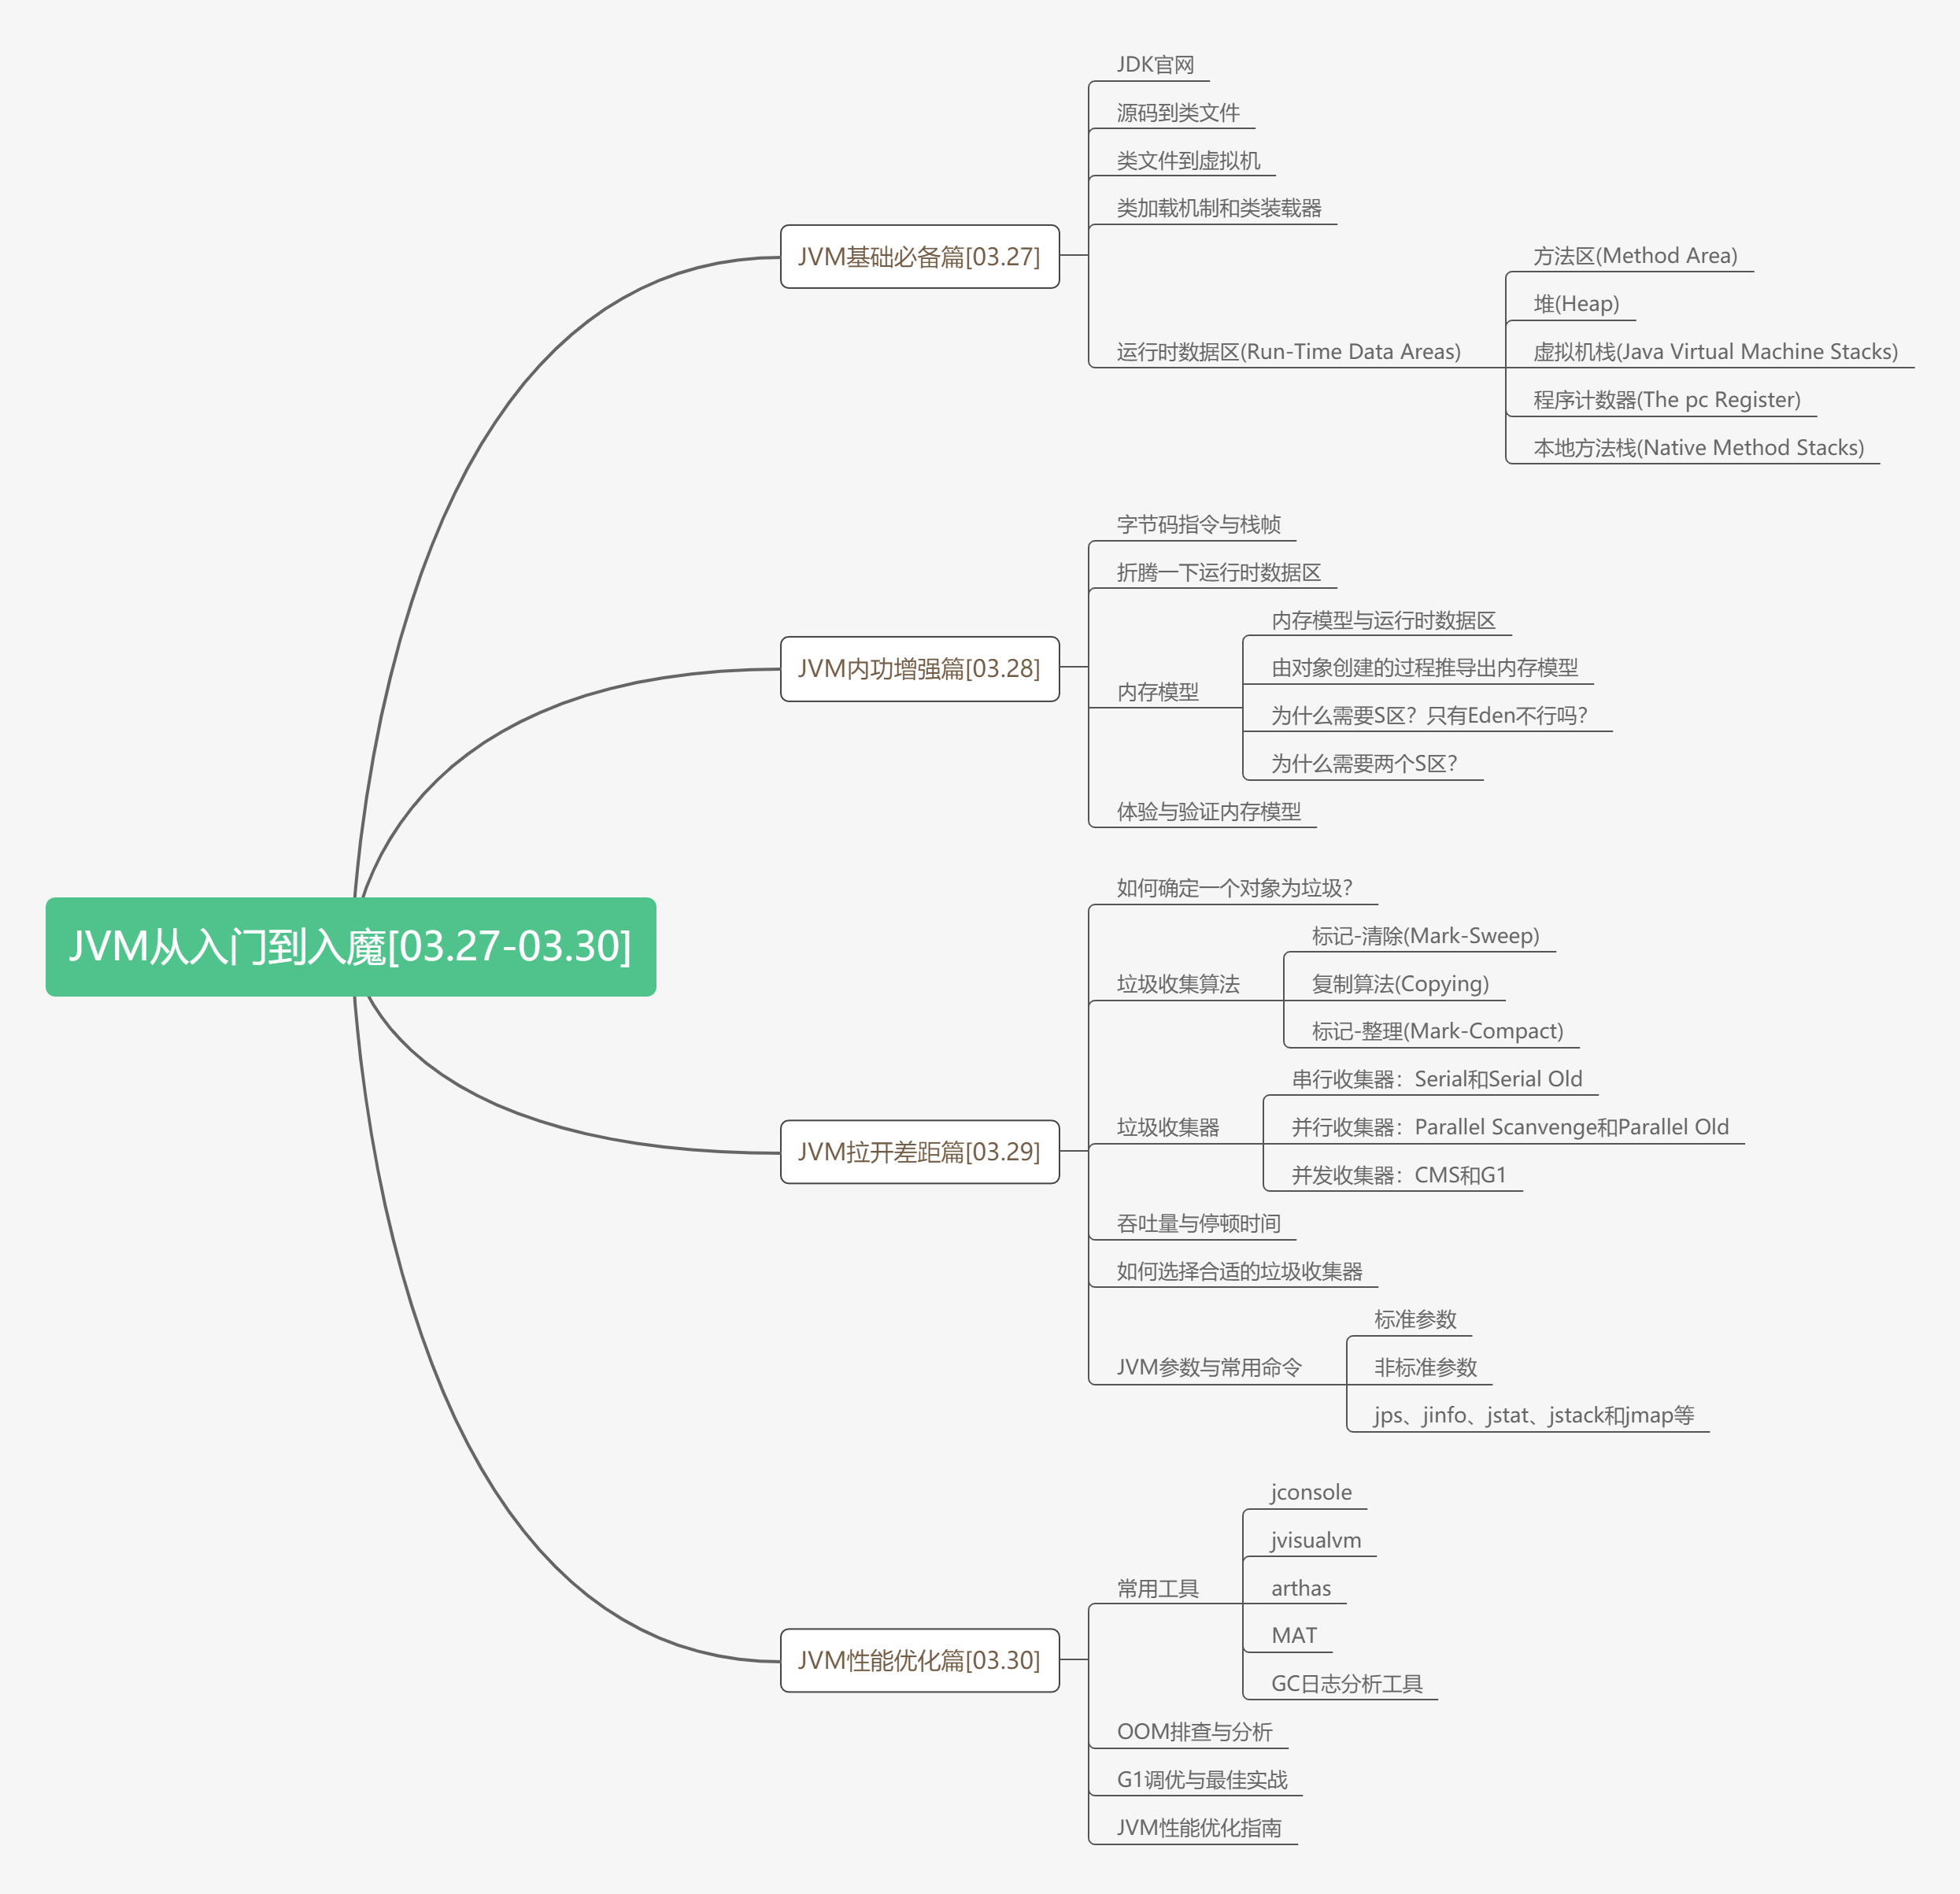 JVM从入门到入魔[03.27-03.30]
JVM基础必备篇[03.27]
JDK官网
源码到类文件
类文件到虚拟机
类加载机制和类装载器
运行时数据区(Run-Time Data Areas)
方法区(Method Area)
堆(Heap)
虚拟机栈(Java Virtual Machine Stacks)
程序计数器(The pc Register)
本地方法栈(Native Method Stacks)
JVM内功增强篇[03.28]
字节码指令与栈帧
折腾一下运行时数据区
内存模型
内存模型与运行时数据区
由对象创建的过程推导出内存模型
为什么需要S区？只有Eden不行吗？
为什么需要两个S区？
体验与验证内存模型
JVM拉开差距篇[03.29]
如何确定一个对象为垃圾？
垃圾收集算法
标记-清除(Mark-Sweep)
复制算法(Copying)
标记-整理(Mark-Compact)
垃圾收集器
串行收集器：Serial和Serial Old
并行收集器：Parallel Scanvenge和Parallel Old
并发收集器：CMS和G1
吞吐量与停顿时间
如何选择合适的垃圾收集器
JVM参数与常用命令
标准参数
非标准参数
jps、jinfo、jstat、jstack和jmap等
JVM性能优化篇[03.30]
常用工具
jconsole
jvisualvm
arthas
MAT
GC日志分析工具
OOM排查与分析
G1调优与最佳实战
JVM性能优化指南